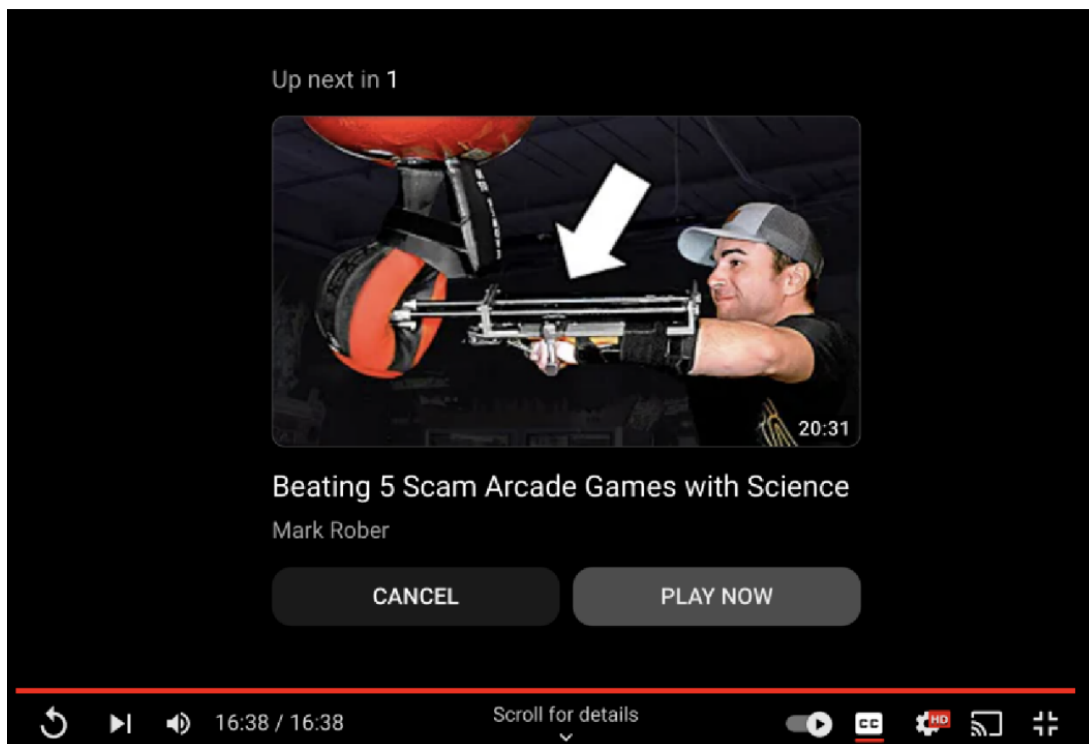 Up next in 1
20:31
Beating 5 Scam Arcade Games with Science
Mark Rober
CANCEL
PLAY NOW
16:38 / 16:38
Scroll for details
CC
HD